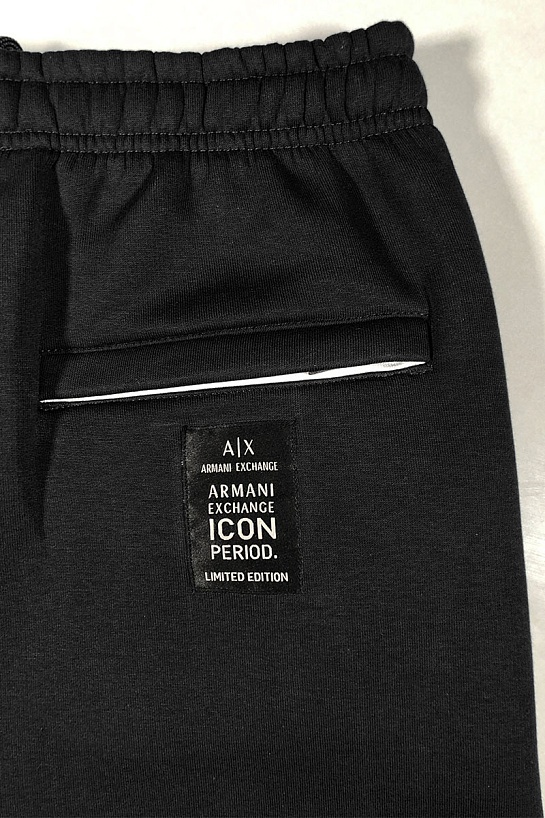 A|X
ARMANI EXCHANGE
ARMANI
EXCHANGE
ICON
PERIOD.
LIMITED EDITION